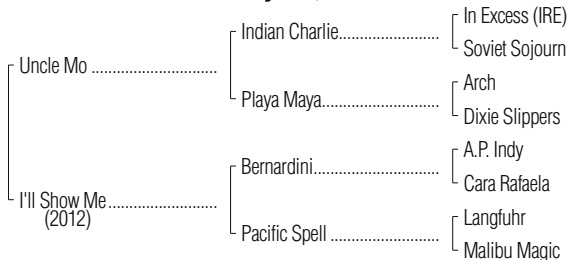 In Excess (IRE)
Indian Charlie....................
Soviet Sojourn
Uncle Mo .........................
Arch
Playa Maya........................
Dixie Slippers
A.P. Indy
Bernardini.........................
Cara Rafaela
I'll Show Me......................
(2012)
Langfuhr
Pacific Spell ......................
Malibu Magic